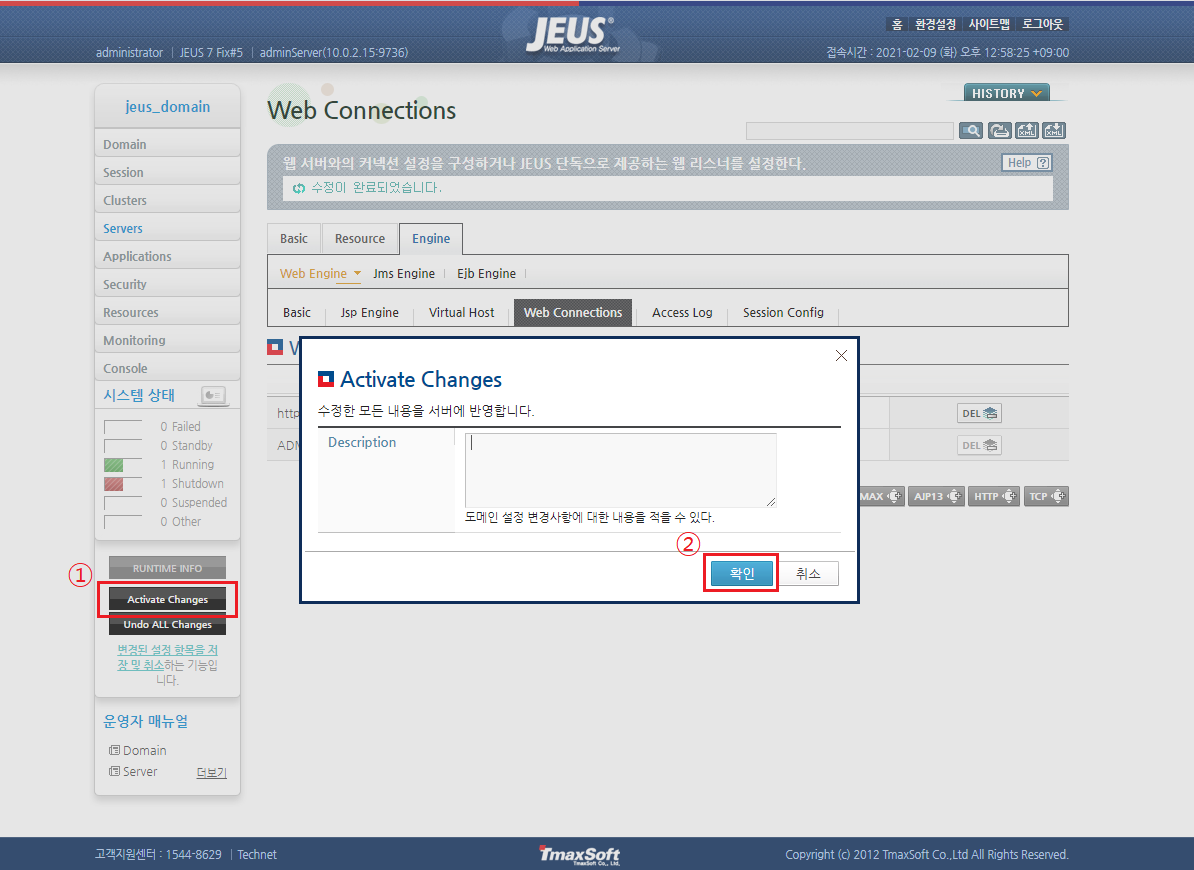 홈 환경설정 사이트맵 로그아웃
JEUS®
Web Application Server
administrator | JEUS 7 Fix#5 | adminServer(10.0.2.15:9736)
접속시간 : 2021-02-09 (화) 오후 12:58:25 +09:00
jeus_domain
Domain
Session
Clusters
Servers
Applications
Security
Resources
Monitoring
Console
시스템 상태
0 Failed
0 Standby
1 Running
1 Shutdown
0 Suspended
0 Other
RUNTIME INFO
①
Activate Changes
Undo ALL Changes
변경된 설정 항목을 저
장 및 취소하는 기능입
니다.
운영자 매뉴얼
Domain
Server 더보기
HISTORY
Web Connections
XML XML
웹 서버와의 커넥션 설정을 구성하거나 JEUS 단독으로 제공하는 웹 리스너를 설정한다.
Help ?
수정이 완료되었습니다.
Basic Resource Engine
Web Engine Jms Engine Ejb Engine
Basic Jsp Engine Virtual Host Web Connections Access Log Session Config
W
http DEL
ADM DEL
MAX AJP13 HTTP TCP
Activate Changes
수정한 모든 내용을 서버에 반영합니다.
Description
도메인 설정 변경사항에 대한 내용을 적을 수 있다.
②
확인 취소
고객지원센터 : 1544-8629 | Technet
TmaxSoft
TmaxSoft Co., Ltd.
Copyright (c) 2012 TmaxSoft Co.,Ltd All Rights Reserved.